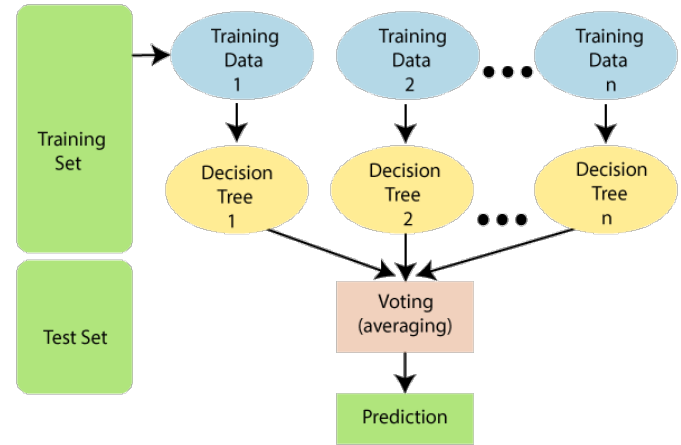 Training
Set
Training
Data
1
Training
Data
2
Training
Data
n
Decision
Tree
1
Decision
Tree
2
Decision
Tree
n
Test Set
Voting
(averaging)
Prediction